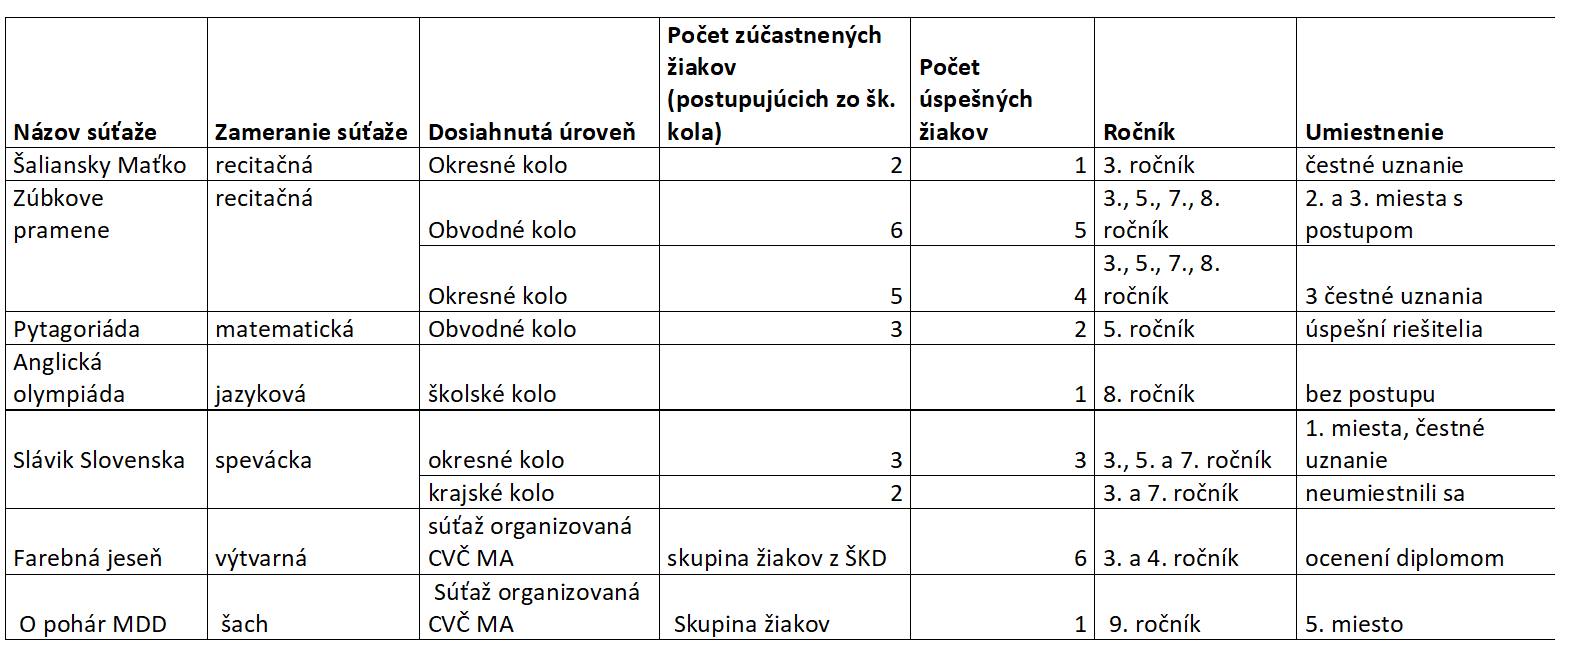 Názov súťaže
Zameranie súťaže
Dosiahnutá úroveň
Počet zúčastnených
žiakov
(postupujúcich zo šk.
kola)
Počet
úspešných
žiakov
Ročník
Umiestnenie
Šaliansky Maťko
recitačná
Okresné kolo
2
1
3. ročník
čestné uznanie
Zúbkove
pramene
recitačná
Obvodné kolo
6
5
3., 5., 7., 8.
ročník
2. a 3. miesta s
postupom
Okresné kolo
5
4
3., 5., 7., 8.
ročník
3 čestné uznania
Pytagoriáda
matematická
Obvodné kolo
3
2
5. ročník
úspešní riešitelia
Anglická
olympiáda
jazyková
školské kolo
1
8. ročník
bez postupu
Slávik Slovenska
spevácka
okresné kolo
3
3
3., 5. a 7. ročník
1. miesta, čestné
uznanie
krajské kolo
2
3. a 7. ročník
neumiestnili sa
Farebná jeseň
výtvarná
súťaž organizovaná
CVČ MA
skupina žiakov z ŠKD
6
3. a 4. ročník
ocenení diplomom
O pohár MDD
šach
Súťaž organizovaná
CVČ MA
Skupina žiakov
1
9. ročník
5. miesto